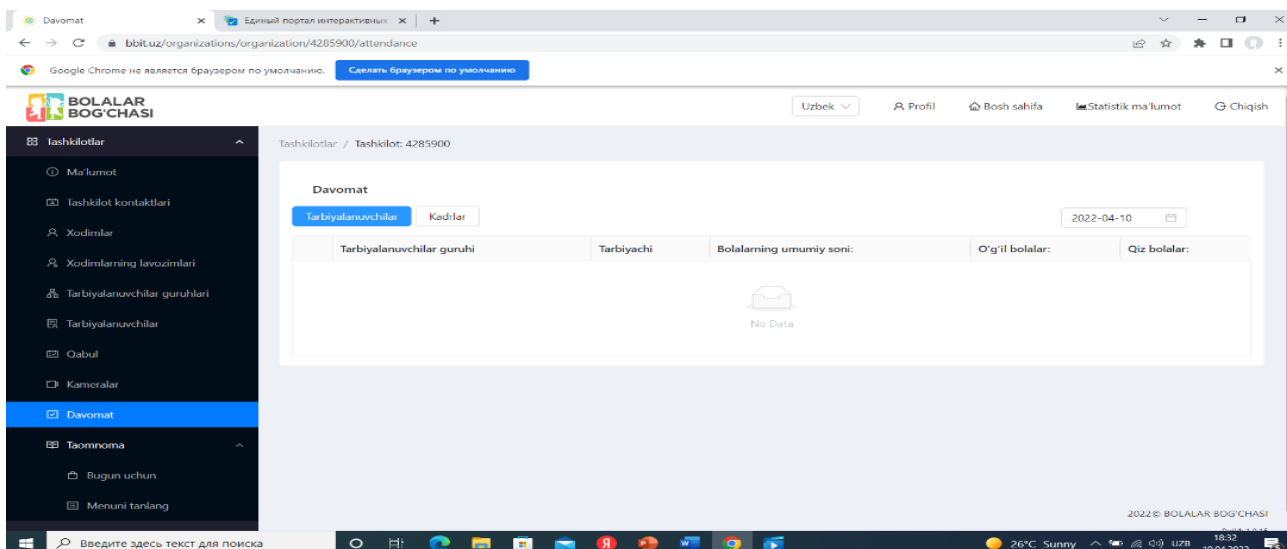 Davomat
Единый портал интерактивных
bbit.uz/organizations/organization/4285900/attendance
Google Chrome не является браузером по умолчанию. Сделать браузером по умолчанию
BOLALAR
BOG'CHASI
Uzbek Profil Bosh sahifa Statistik ma'lumot Chiqish
Tashkilotlar
Tashkilotlar / Tashkilot: 4285900
Ma'lumot
Tashkilot kontaktlari
Xodimlar
Xodimlarning lavozimlari
Tarbiyalanuvchilar guruhlari
Tarbiyalanuvchilar
Qabul
Kameralar
Davomat
Taomnoma
Bugun uchun
Menuni tanlang
Davomat
Tarbiyalanuvchilar Kadrlar 2022-04-10
Tarbiyalanuvchilar guruhi Tarbiyachi Bolalarning umumiy soni: O'g'il bolalar: Qiz bolalar:
No Data
2022 © BOLALAR BOG'CHASI
Введите здесь текст для поиска
26°C Sunny UZB 18:32